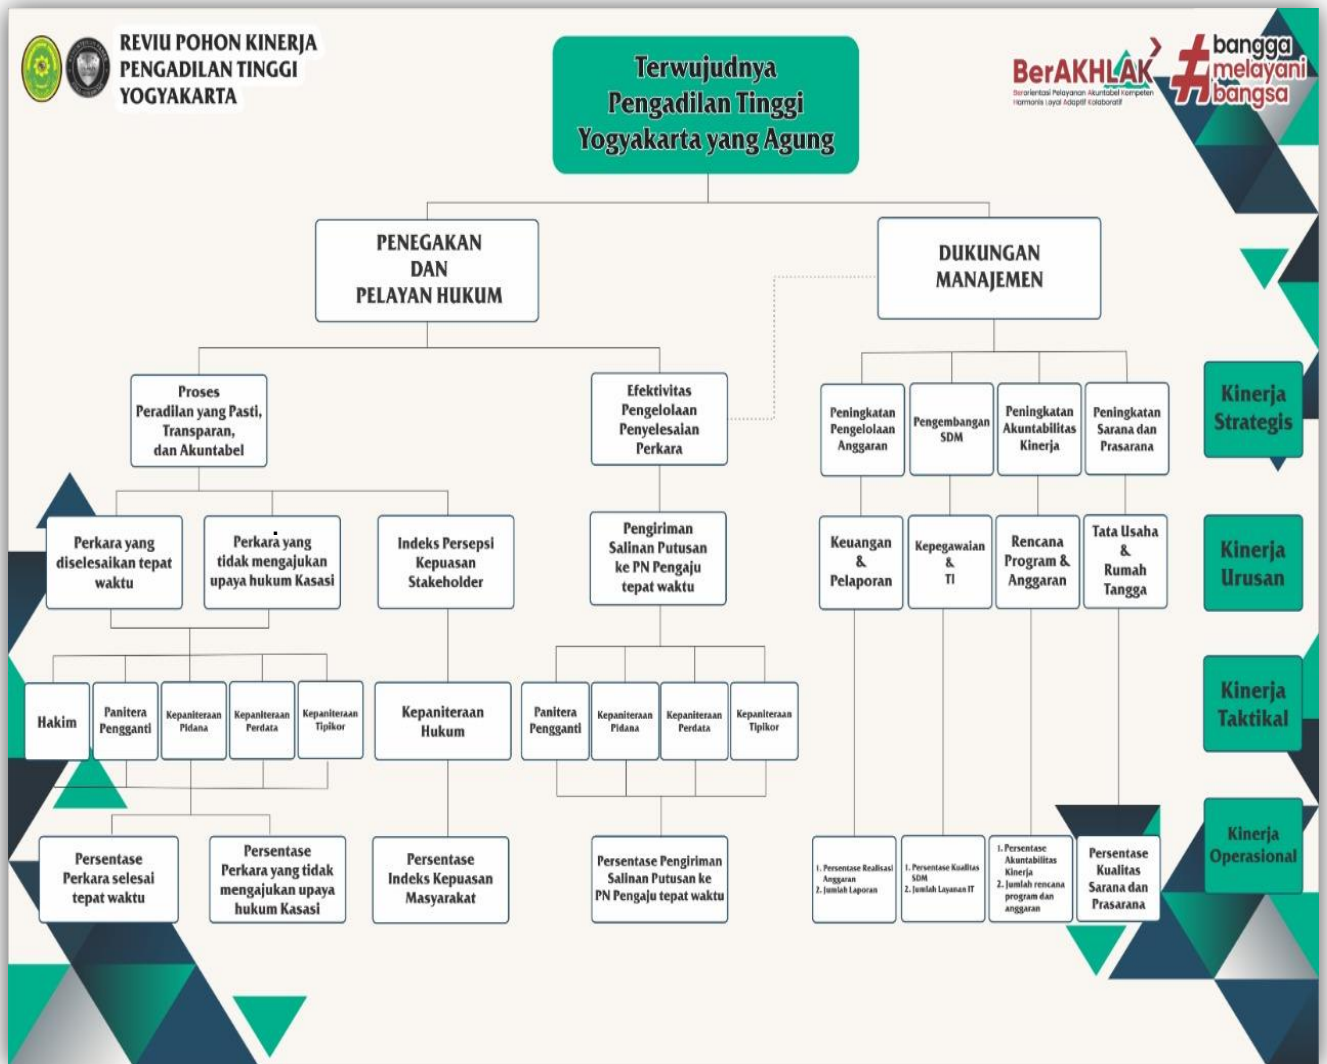 REVIU POHON KINERJA
PENGADILAN TINGGI
YOGYAKARTA
Terwujudnya
Pengadilan Tinggi
Yogyakarta yang Agung
BerAKHLAK
Berorientasi Pelayanan Akuntabel Kompeten
Harmonis Loyal Adaptif Kolaboratif
#bangga
melayani
bangsa
PENEGAKAN
DAN
PELAYAN HUKUM
DUKUNGAN
MANAJEMEN
Proses
Peradilan yang Pasti,
Transparan,
dan Akuntabel
Efektivitas
Pengelolaan
Penyelesaian
Perkara
Peningkatan
Pengelolaan
Anggaran
Pengembangan
SDM
Peningkatan
Akuntabilitas
Kinerja
Peningkatan
Sarana dan
Prasarana
Kinerja
Strategis
Perkara yang
diselesaikan tepat
waktu
Perkara yang
tidak mengajukan
upaya hukum Kasasi
Indeks Persepsi
Kepuasan
Stakeholder
Pengiriman
Salinan Putusan
ke PN Pengaju
tepat waktu
Keuangan
&
Pelaporan
Kepegawaian
&
TI
Rencana
Program &
Anggaran
Tata Usaha
&
Rumah
Tangga
Kinerja
Urusan
Hakim
Panitera
Pengganti
Kepaniteraan
Pidana
Kepaniteraan
Perdata
Kepaniteraan
Tipikor
Kepaniteraan
Hukum
Panitera
Pengganti
Kepaniteraan
Pidana
Kepaniteraan
Perdata
Kepaniteraan
Tipikor
Kinerja
Taktikal
Persentase
Perkara selesai
tepat waktu
Persentase
Perkara yang tidak
mengajukan upaya
hukum Kasasi
Persentase
Indeks Kepuasan
Masyarakat
Persentase Pengiriman
Salinan Putusan ke
PN Pengaju tepat waktu
1. Persentase Realisasi
Anggaran
2. Jumlah Laporan
1. Persentase Kualitas
SDM
2. Jumlah Layanan IT
1. Persentase
Akuntabilitas
Kinerja
2. Jumlah rencana
program dan
anggaran
Persentase
Kualitas
Sarana dan
Prasarana
Kinerja
Operasional